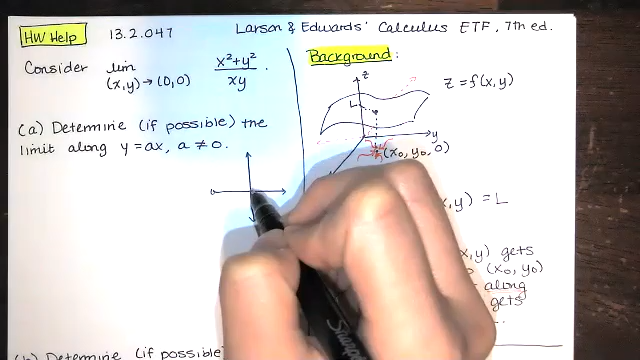 HW Help 13.2.047 Larson & Edwards' Calculus ETF, 7th ed.
Consider lim (x,y)→(0,0) x²+y² / xy .
(a) Determine (if possible) the
limit along y=ax, a≠0.
Background:
z
z=f(x,y)
L
y
(x₀, y₀, 0)
, y) = L
x,y) gets
(x₀, y₀)
along
gets
(b) Determine (if possible)
Sharpie